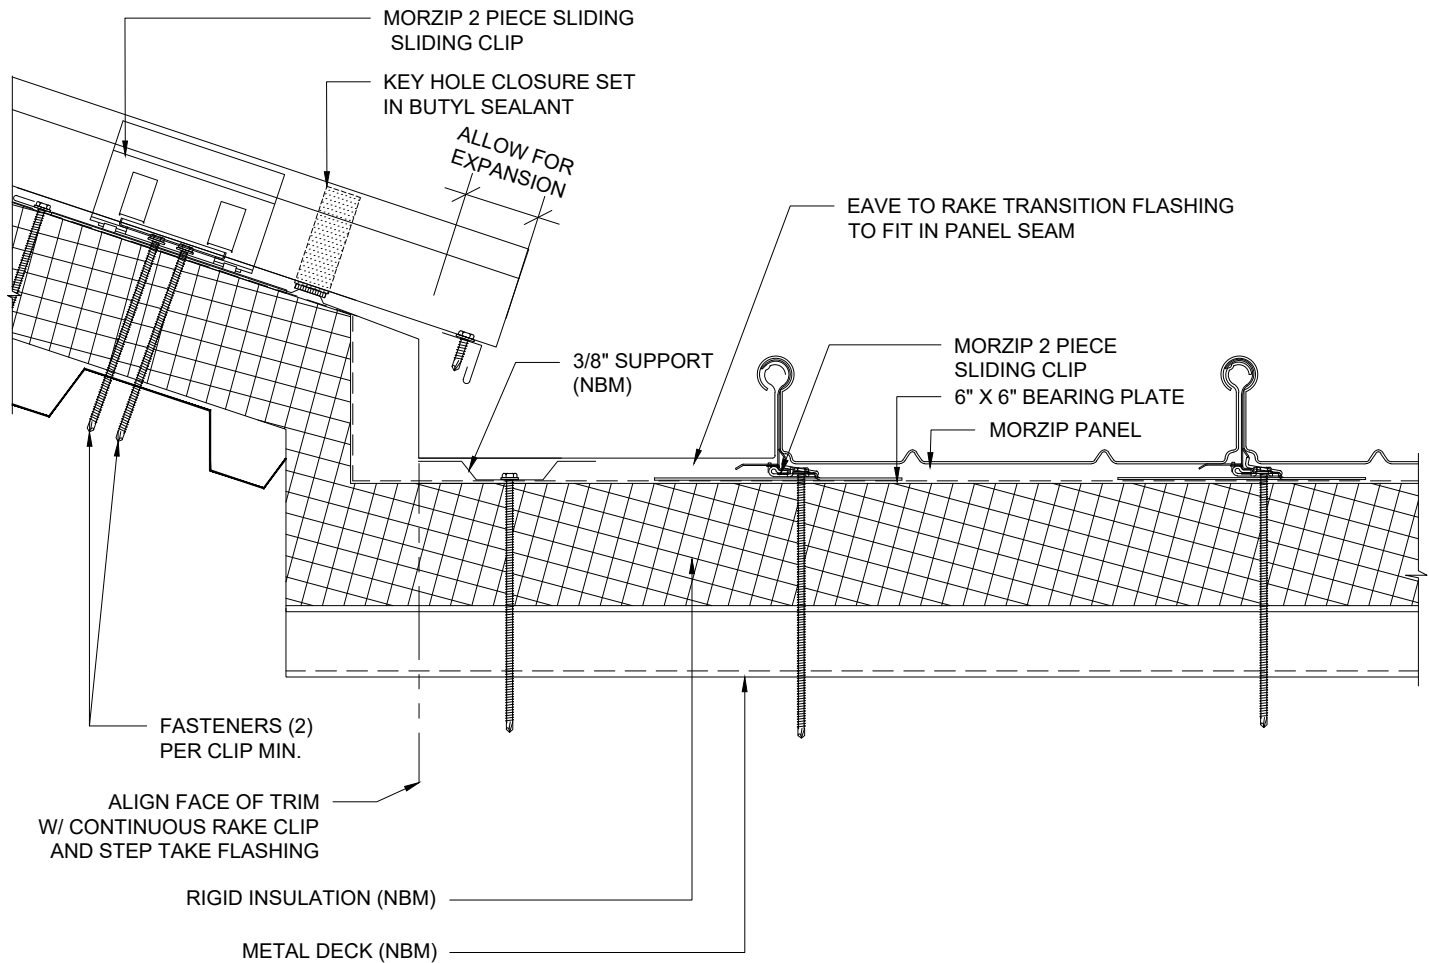 MORZIP 2 PIECE SLIDING
SLIDING CLIP
KEY HOLE CLOSURE SET
IN BUTYL SEALANT
ALLOW FOR
EXPANSION
EAVE TO RAKE TRANSITION FLASHING
TO FIT IN PANEL SEAM
3/8" SUPPORT
(NBM)
MORZIP 2 PIECE
SLIDING CLIP
6" X 6" BEARING PLATE
MORZIP PANEL
FASTENERS (2)
PER CLIP MIN.
ALIGN FACE OF TRIM
W/ CONTINUOUS RAKE CLIP
AND STEP TAKE FLASHING
RIGID INSULATION (NBM)
METAL DECK (NBM)